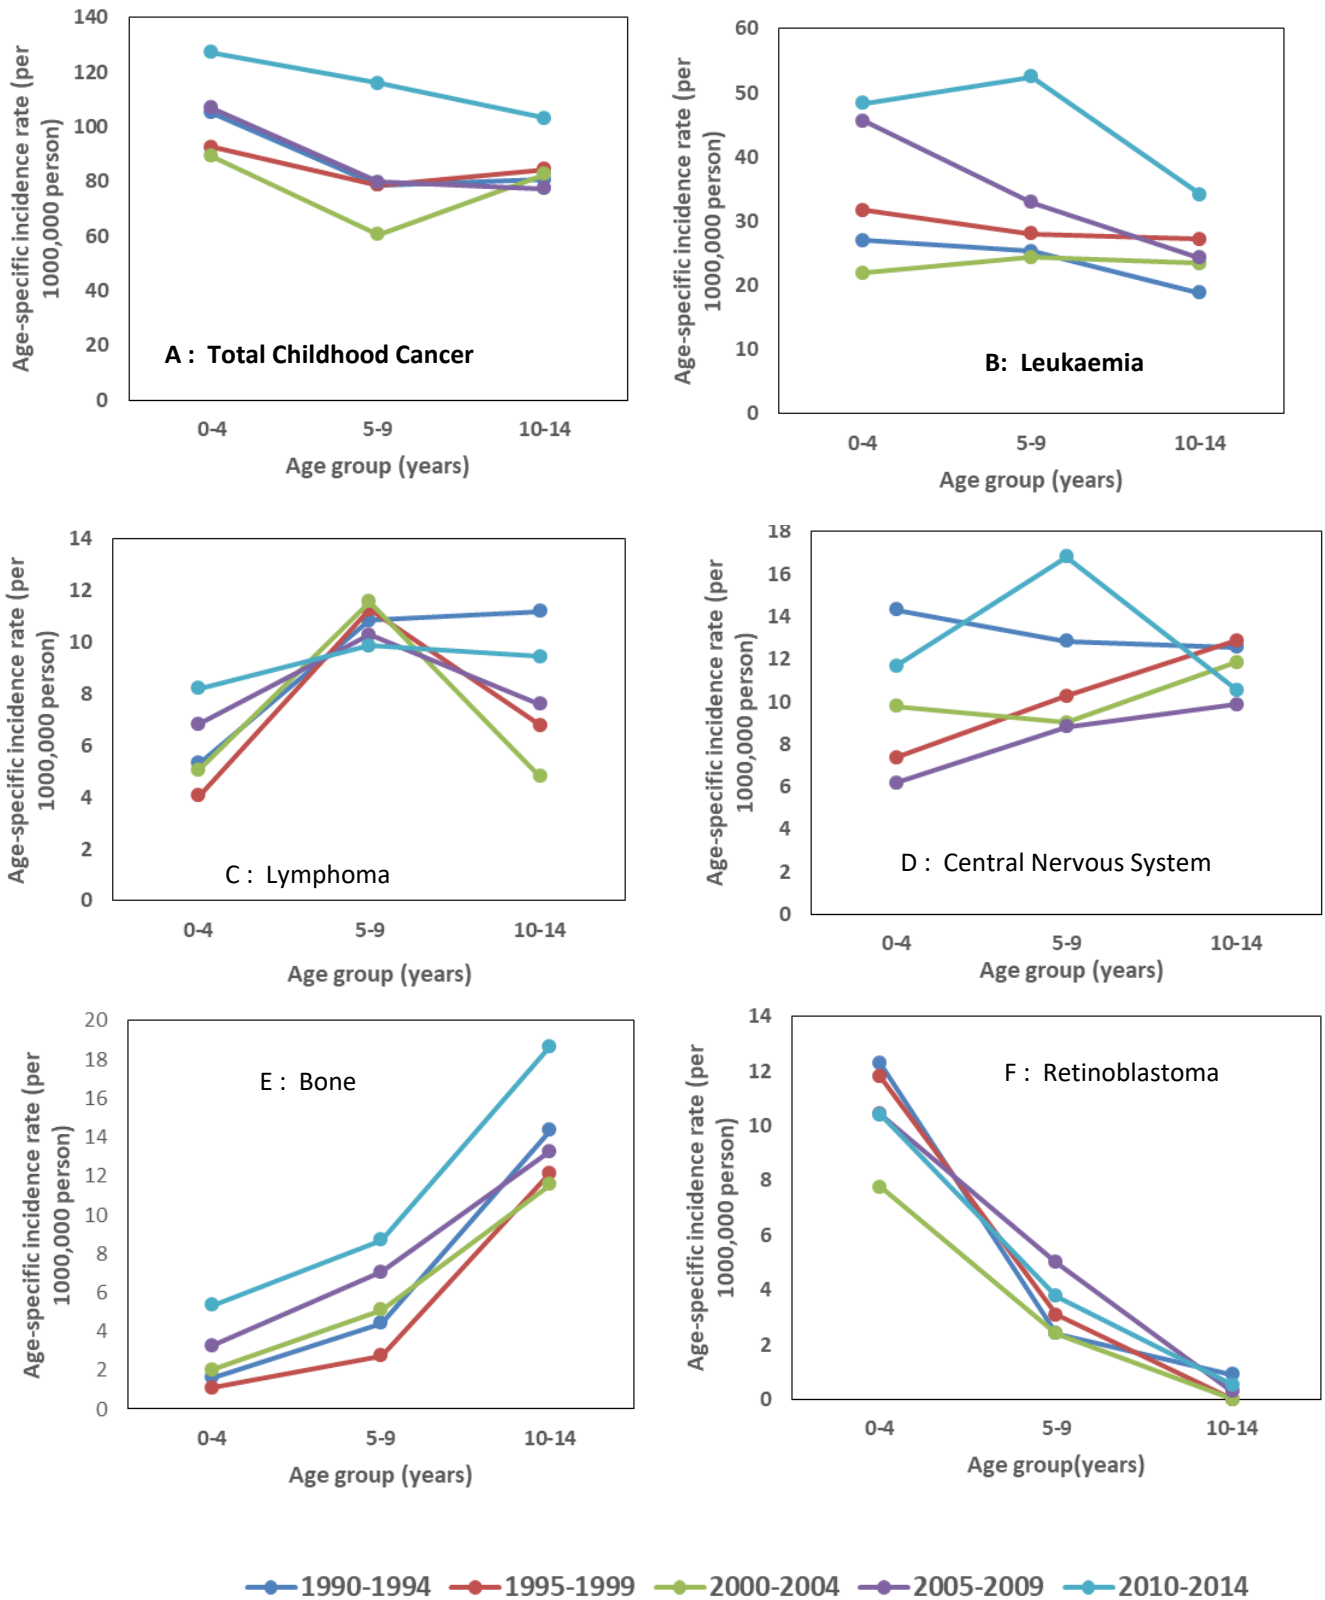 Age-specific incidence rate (per
1000,000 person)
140
120
100
80
60
40
20
0
A : Total Childhood Cancer
0-4 5-9 10-14
Age group (years)
Age-specific incidence rate (per
1000,000 person)
60
50
40
30
20
10
0
B: Leukaemia
0-4 5-9 10-14
Age group (years)
Age-specific incidence rate (per
1000,000 person)
14
12
10
8
6
4
2
0
C : Lymphoma
0-4 5-9 10-14
Age group (years)
Age-specific incidence rate (per
1000,000 person)
18
16
14
12
10
8
6
4
2
0
D : Central Nervous System
0-4 5-9 10-14
Age group (years)
Age-specific incidence rate (per
1000,000 person)
20
18
16
14
12
10
8
6
4
2
0
E : Bone
0-4 5-9 10-14
Age group (years)
Age-specific incidence rate (per
1000,000 person)
14
12
10
8
6
4
2
0
F : Retinoblastoma
0-4 5-9 10-14
Age group(years)
1990-1994 1995-1999 2000-2004 2005-2009 2010-2014